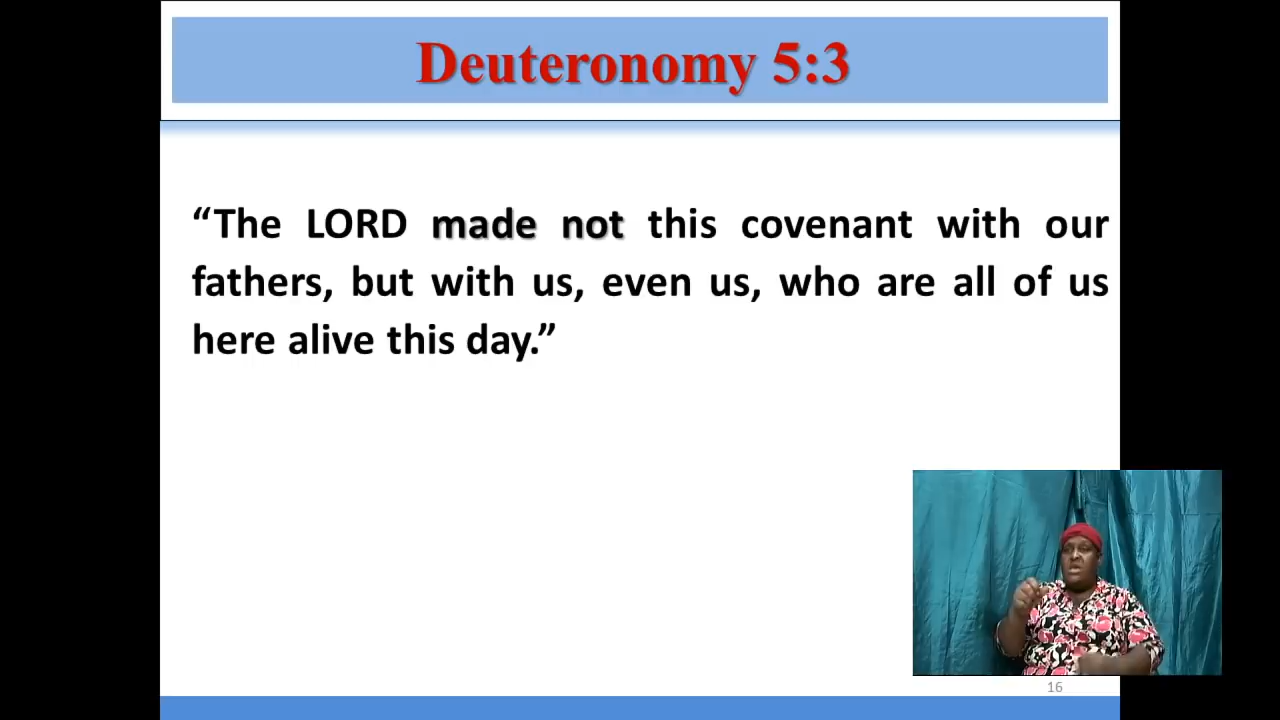 Deuteronomy 5:3
“The LORD made not this covenant with our
fathers, but with us, even us, who are all of us
here alive this day.”
16